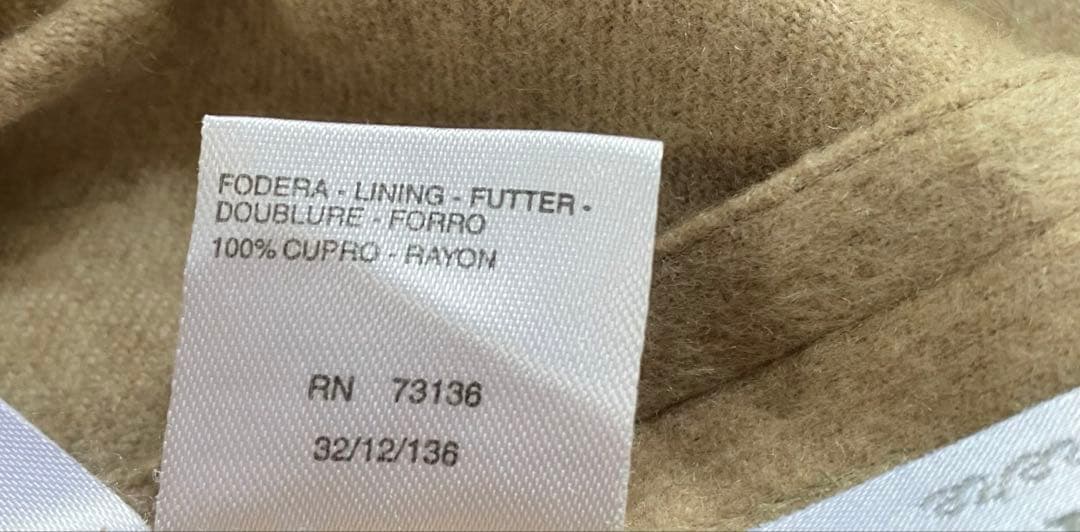 FODERA - LINING - FUTTER -
DOUBLURE - FORRO
100% CUPRO - RAYON
RN 73136
32/12/136